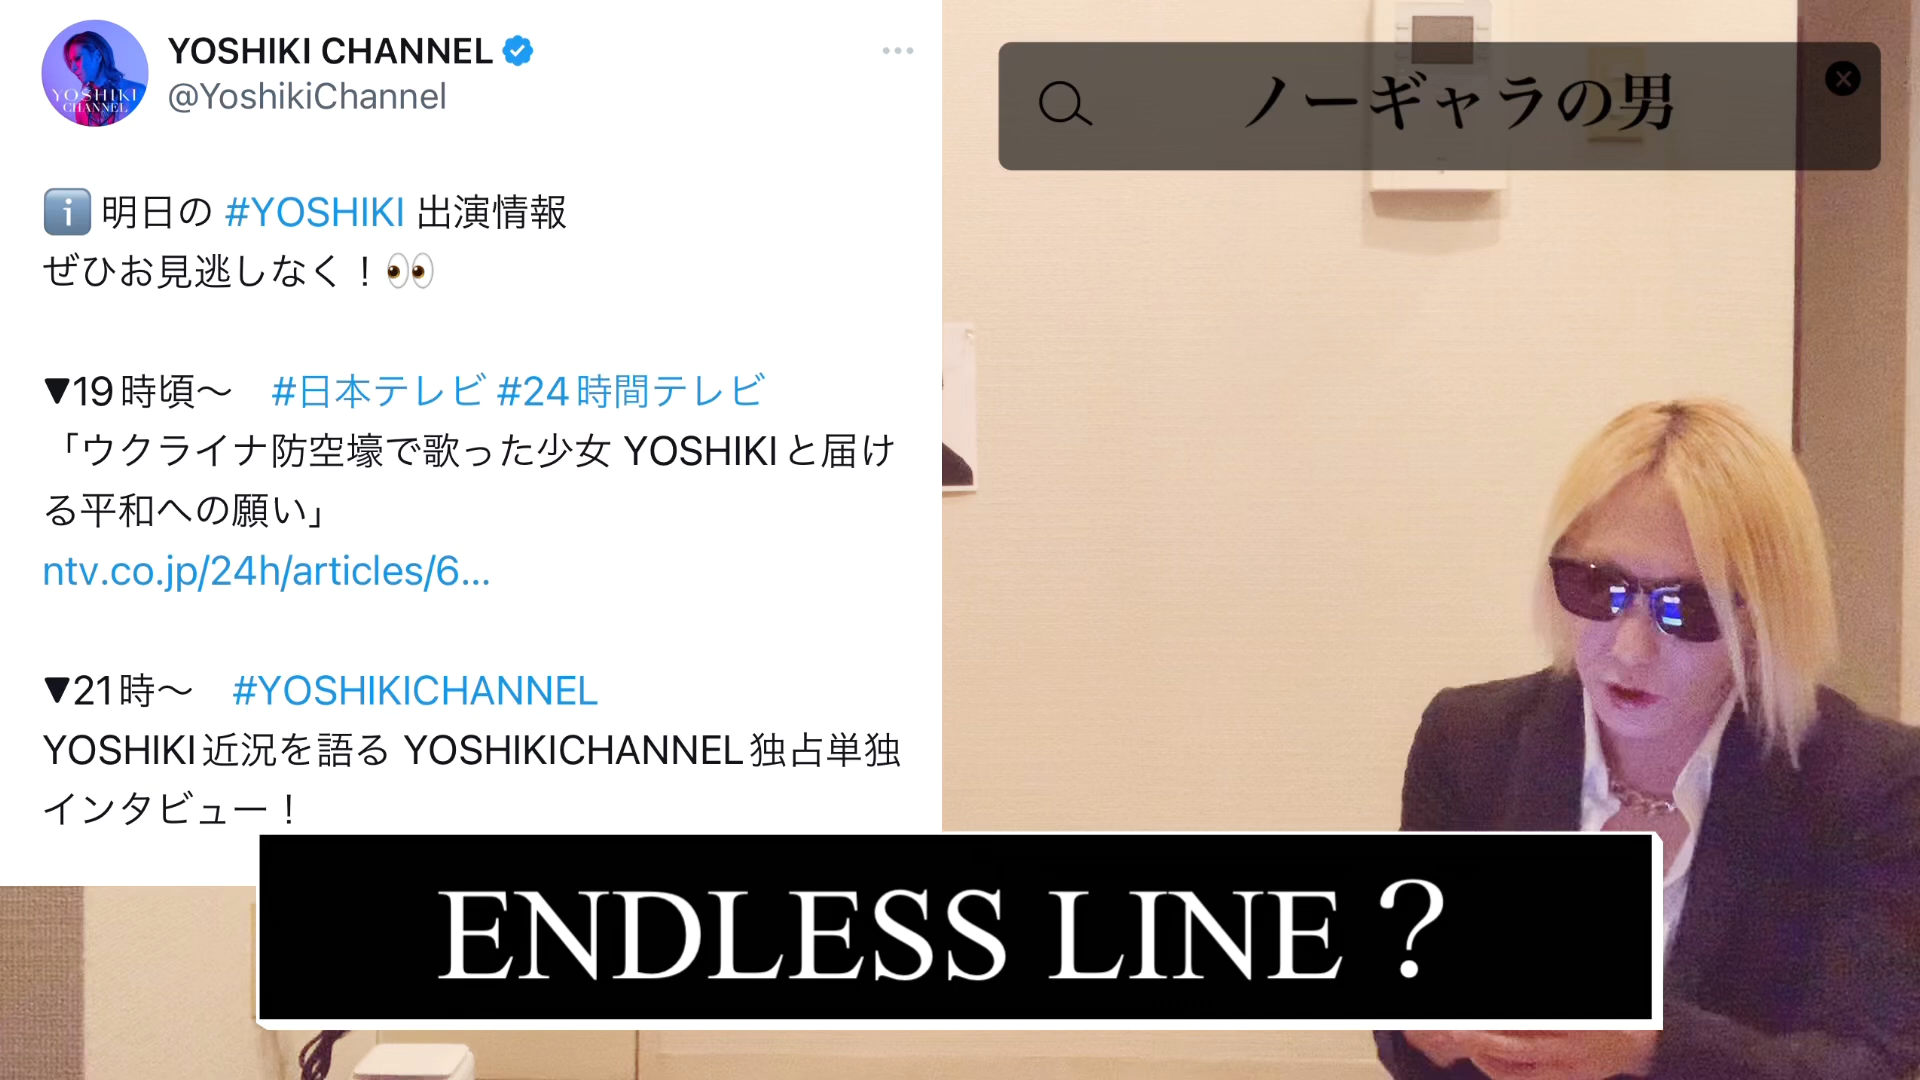 YOSHIKI CHANNEL
@YoshikiChannel
YOSHIKI
CHANNEL
明日の #YOSHIKI 出演情報
ぜひお見逃しなく！👀
▼19時頃〜　#日本テレビ #24時間テレビ
「ウクライナ防空壕で歌った少女 YOSHIKIと届け
る平和への願い」
ntv.co.jp/24h/articles/6...
▼21時〜　#YOSHIKICHANNEL
YOSHIKI近況を語る YOSHIKICHANNEL独占単独
インタビュー！
ノーギャラの男
ENDLESS LINE？